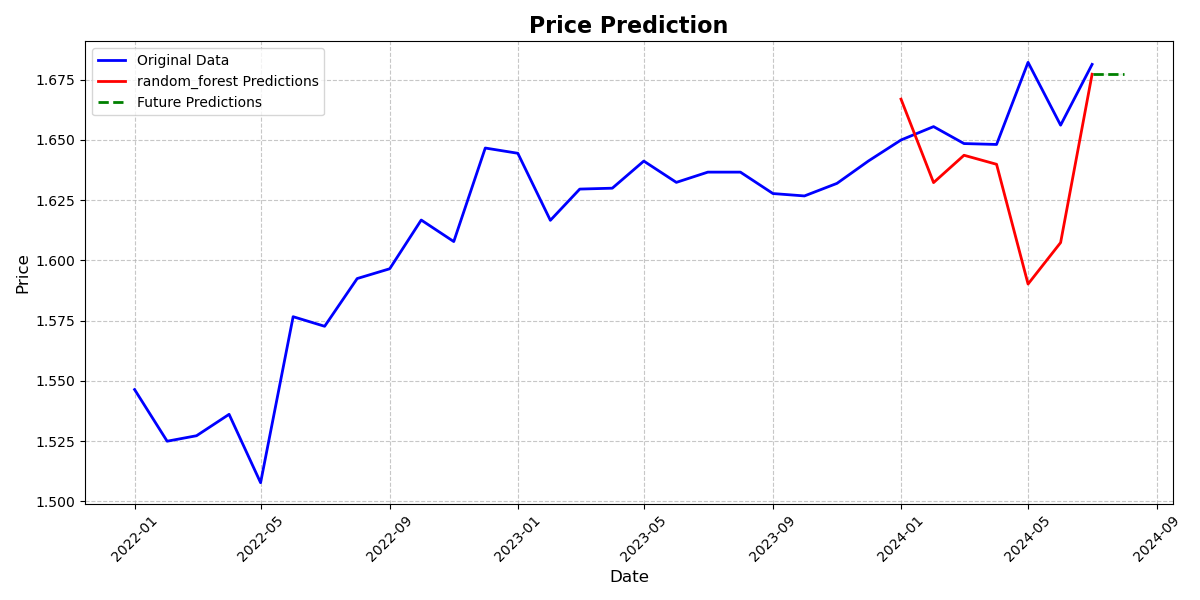 Price Prediction
Original Data
random_forest Predictions
Future Predictions
Price
1.675
1.650
1.625
1.600
1.575
1.550
1.525
1.500
2022-01
2022-05
2022-09
2023-01
2023-05
2023-09
2024-01
2024-05
2024-09
Date